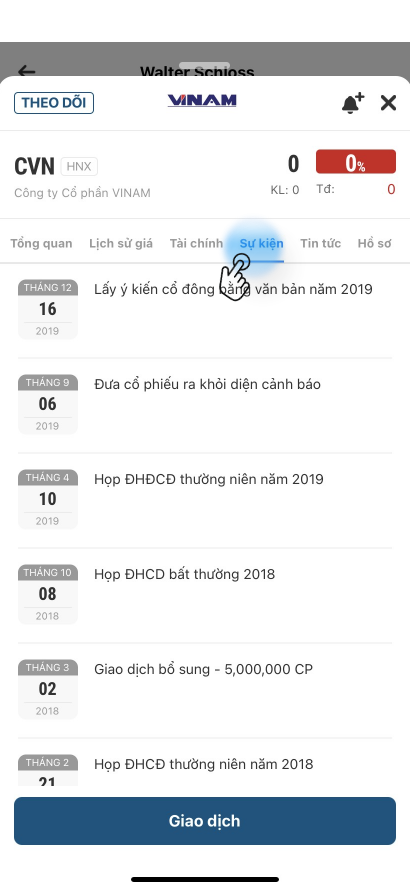 Walter Schloss
THEO DÕI
VINAM
CVN HNX
0
0%
Công ty Cổ phần VINAM
KL: 0
Tđ: 0
Tổng quan Lịch sử giá Tài chính Sự kiện Tin tức Hồ sơ
THÁNG 12
16
2019
Lấy ý kiến cổ đông bằng văn bản năm 2019
THÁNG 9
06
2019
Đưa cổ phiếu ra khỏi diện cảnh báo
THÁNG 4
10
2019
Họp ĐHĐCĐ thường niên năm 2019
THÁNG 10
08
2018
Họp ĐHCD bất thường 2018
THÁNG 3
02
2018
Giao dịch bổ sung - 5,000,000 CP
THÁNG 2
21
Họp ĐHCĐ thường niên năm 2018
Giao dịch